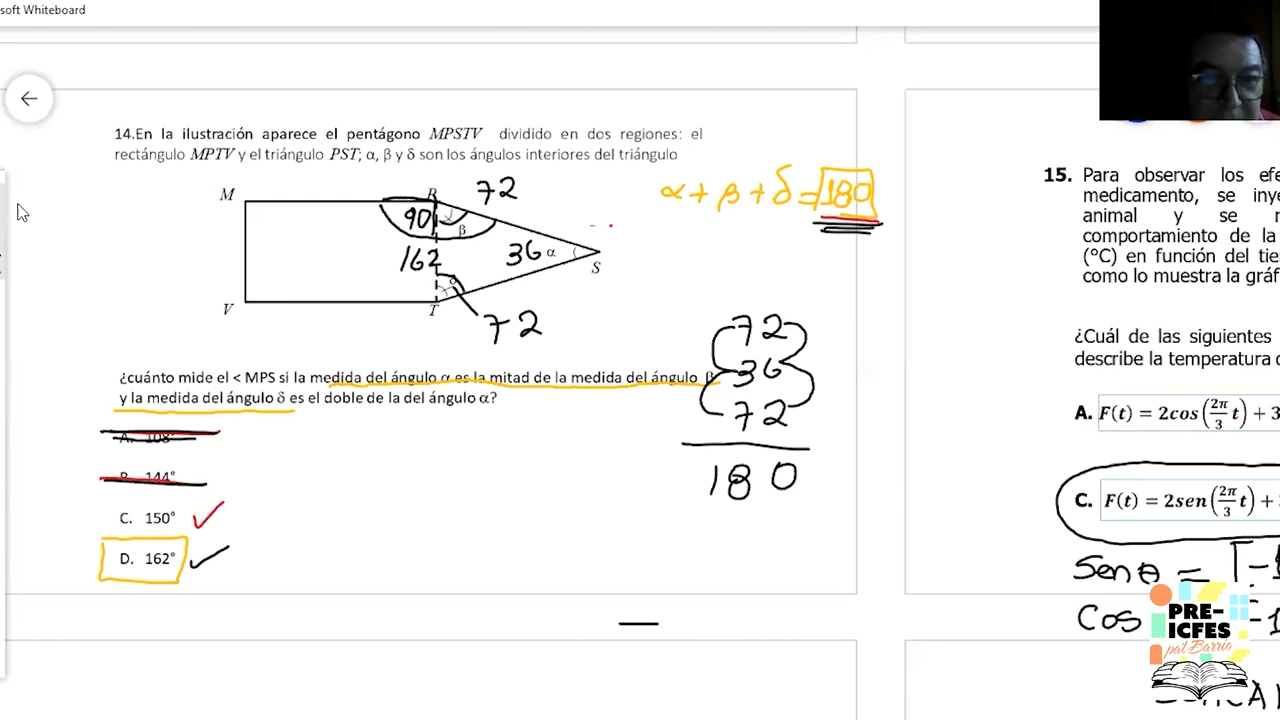 soft Whiteboard
14.En la ilustración aparece el pentágono MPSTV dividido en dos regiones: el
rectángulo MPTV y el triángulo PST; α, β y δ son los ángulos interiores del triángulo
α + β + δ = 180
M
72
90
β
162
36 α
S
V
T
72
72
36
72
180
¿cuánto mide el < MPS si la medida del ángulo α es la mitad de la medida del ángulo β
y la medida del ángulo δ es el doble de la del ángulo α?
A. 108°
B. 144°
C. 150°
D. 162°
15. Para observar los efe
medicamento, se inye
animal y se m
comportamiento de la
(°C) en función del tie
como lo muestra la gráf
¿Cuál de las siguientes
describe la temperatura d
A. F(t) = 2cos(2π/3 t) + 3
C. F(t) = 2sen(2π/3 t) +
Sen θ =
Cos
PRE-
ICFES
pal Barrio